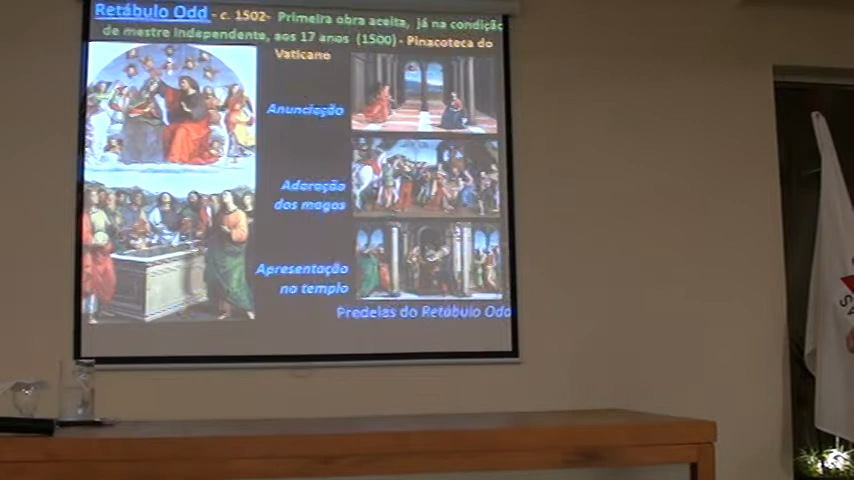 Retábulo Odd - c. 1502- Primeira obra aceita, já na condição
de mestre independente, aos 17 anos (1500) - Pinacoteca do
Vaticano
Anunciação
Adoração
dos magos
Apresentação
no templo
Predelas do Retábulo Odd